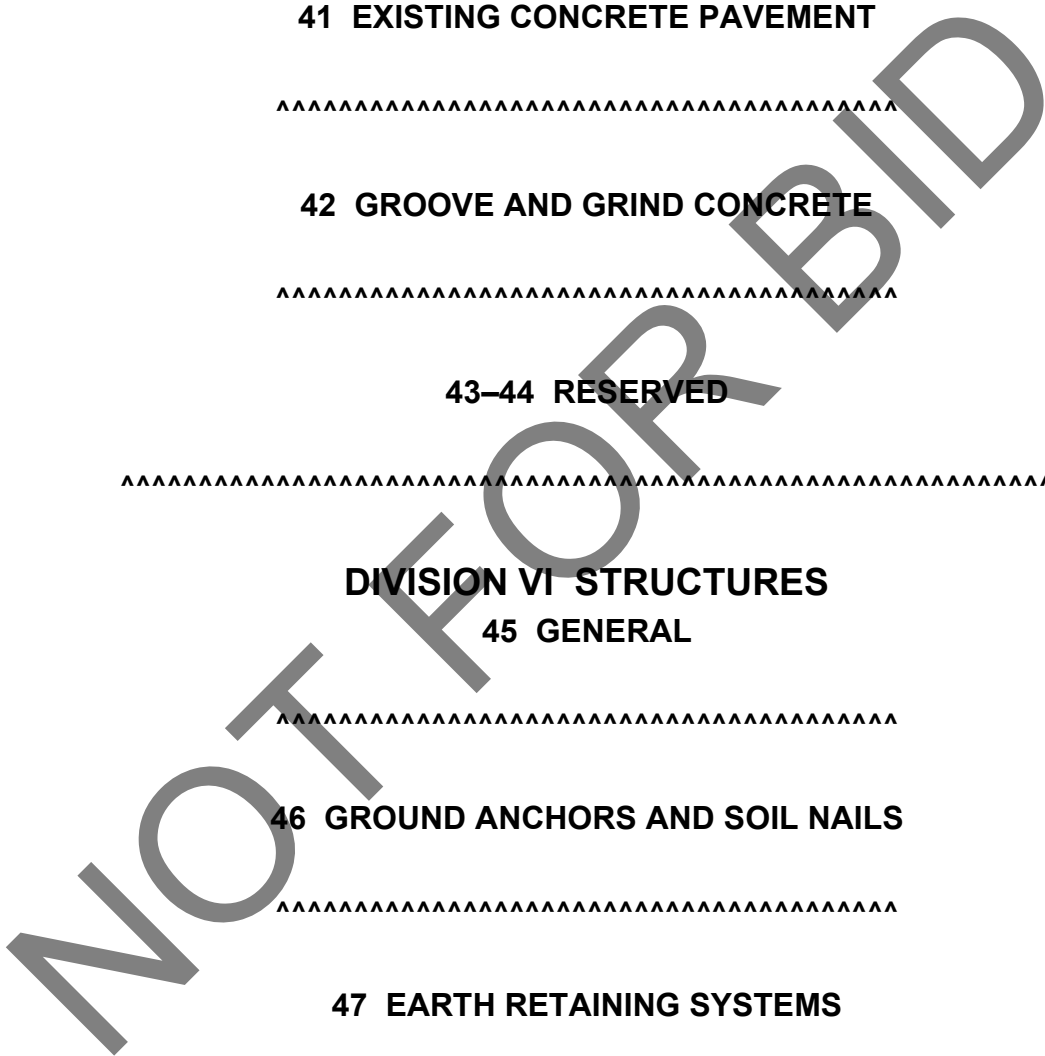 41 EXISTING CONCRETE PAVEMENT
^^^^^^^^^^^^^^^^^^^^^^^^^^^^^^^^^^^^^^^^
42 GROOVE AND GRIND CONCRETE
^^^^^^^^^^^^^^^^^^^^^^^^^^^^^^^^^^^^^^^^
43–44 RESERVED
^^^^^^^^^^^^^^^^^^^^^^^^^^^^^^^^^^^^^^^^^^^^^^^^^^^^^^^^^^^^
DIVISION VI STRUCTURES
45 GENERAL
^^^^^^^^^^^^^^^^^^^^^^^^^^^^^^^^^^^^^^^^
46 GROUND ANCHORS AND SOIL NAILS
^^^^^^^^^^^^^^^^^^^^^^^^^^^^^^^^^^^^^^^^
47 EARTH RETAINING SYSTEMS
NOT FOR BID